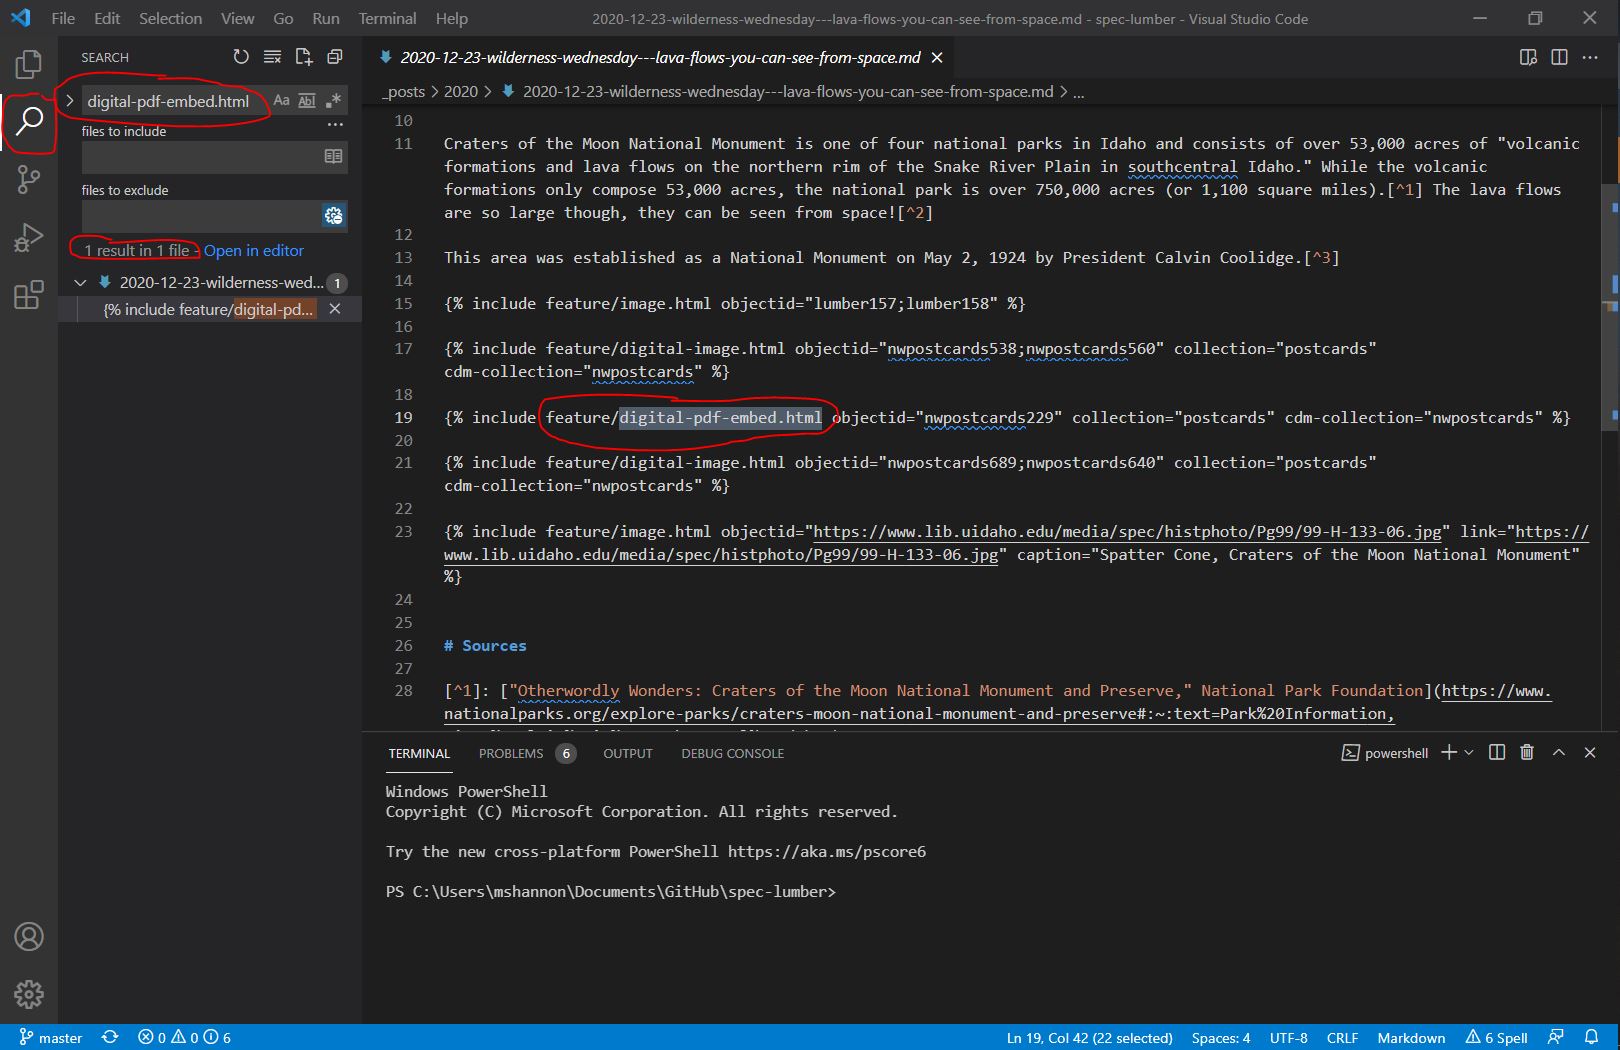 File Edit Selection View Go Run Terminal Help
2020-12-23-wilderness-wednesday---lava-flows-you-can-see-from-space.md - spec-lumber - Visual Studio Code
SEARCH
digital-pdf-embed.html
Aa Ab .*
files to include
files to exclude
1 result in 1 file - Open in editor
2020-12-23-wilderness-wed... 1
{% include feature/digital-pd...
2020-12-23-wilderness-wednesday---lava-flows-you-can-see-from-space.md
_posts > 2020 > 2020-12-23-wilderness-wednesday---lava-flows-you-can-see-from-space.md > ...
10
11 Craters of the Moon National Monument is one of four national parks in Idaho and consists of over 53,000 acres of "volcanic
formations and lava flows on the northern rim of the Snake River Plain in southcentral Idaho." While the volcanic
formations only compose 53,000 acres, the national park is over 750,000 acres (or 1,100 square miles).[^1] The lava flows
are so large though, they can be seen from space![^2]
12
13 This area was established as a National Monument on May 2, 1924 by President Calvin Coolidge.[^3]
14
15 {% include feature/image.html objectid="lumber157;lumber158" %}
16
17 {% include feature/digital-image.html objectid="nwpostcards538;nwpostcards560" collection="postcards"
cdm-collection="nwpostcards" %}
18
19 {% include feature/digital-pdf-embed.html objectid="nwpostcards229" collection="postcards" cdm-collection="nwpostcards" %}
20
21 {% include feature/digital-image.html objectid="nwpostcards689;nwpostcards640" collection="postcards"
cdm-collection="nwpostcards" %}
22
23 {% include feature/image.html objectid="https://www.lib.uidaho.edu/media/spec/histphoto/Pg99/99-H-133-06.jpg" link="https://
www.lib.uidaho.edu/media/spec/histphoto/Pg99/99-H-133-06.jpg" caption="Spatter Cone, Craters of the Moon National Monument"
%}
24
25
26 # Sources
27
28 [^1]: ["Otherwordly Wonders: Craters of the Moon National Monument and Preserve," National Park Foundation](https://www.
nationalparks.org/explore-parks/craters-moon-national-monument-and-preserve#:~:text=Park%20Information,
TERMINAL PROBLEMS 6 OUTPUT DEBUG CONSOLE
powershell
Windows PowerShell
Copyright (C) Microsoft Corporation. All rights reserved.
Try the new cross-platform PowerShell https://aka.ms/pscore6
PS C:\Users\mshannon\Documents\GitHub\spec-lumber>
master 0 0 6
Ln 19, Col 42 (22 selected) Spaces: 4 UTF-8 CRLF Markdown 6 Spell